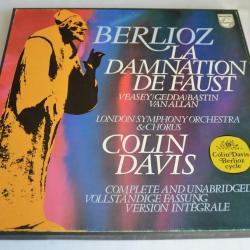 BERLIOZ
LA
DAMNATION
DE FAUST
VEASEY/GEDDA/BASTIN
VAN ALLAN
LONDON SYMPHONY ORCHESTRA
& CHORUS
COLIN
DAVIS
Colin Davis
Berlioz
cycle
COMPLETE AND UNABRIDGED
VOLLSTÄNDIGE FASSUNG
VERSION INTÉGRALE